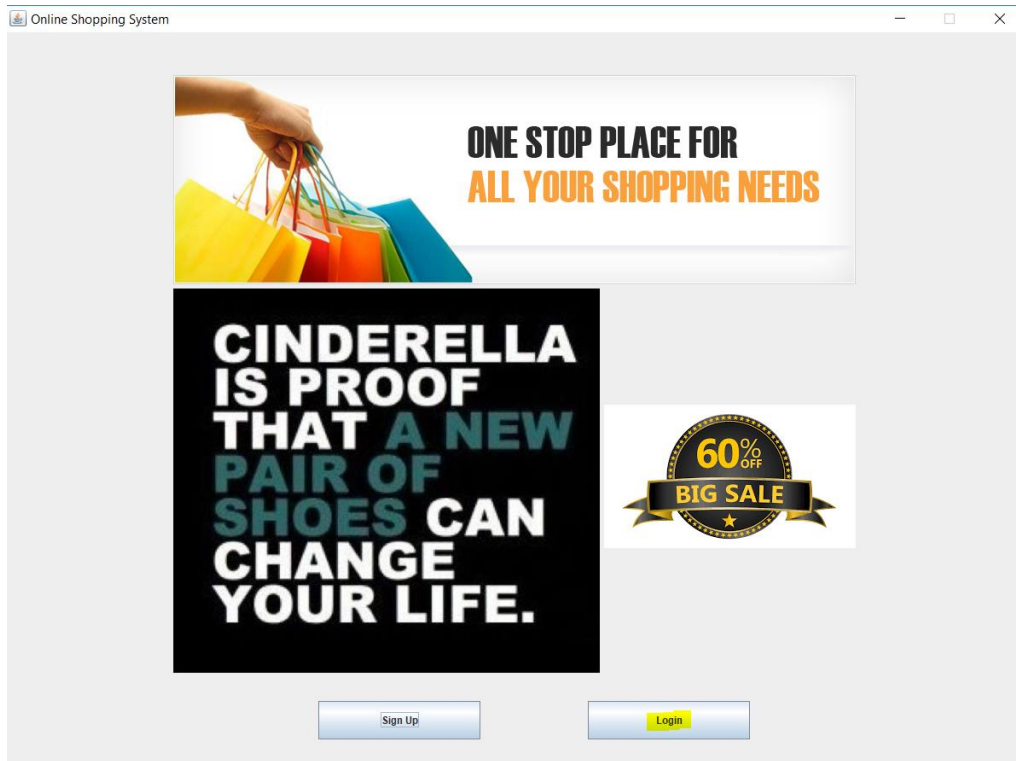 Online Shopping System
ONE STOP PLACE FOR
ALL YOUR SHOPPING NEEDS
CINDERELLA
IS PROOF
THAT A NEW
PAIR OF
SHOES CAN
CHANGE
YOUR LIFE.
60% OFF
BIG SALE
Sign Up
Login